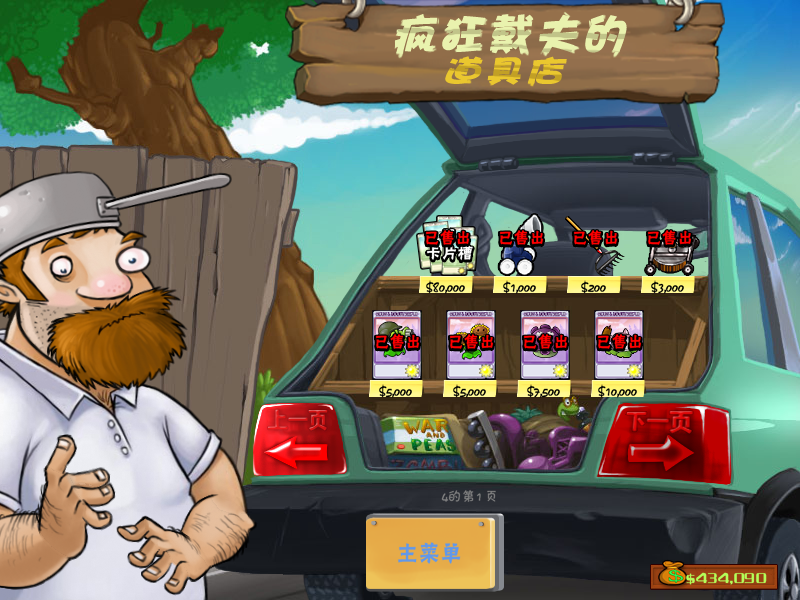 疯狂戴夫的
道具店
已售出
卡片槽
已售出
已售出
已售出
$80,000
$1,000
$200
$3,000
已售出
已售出
已售出
已售出
$5,000
$5,000
$7,500
$10,000
上一页
下一页
WAR
AND
PEAS
4的第1页
主菜单
$434,090